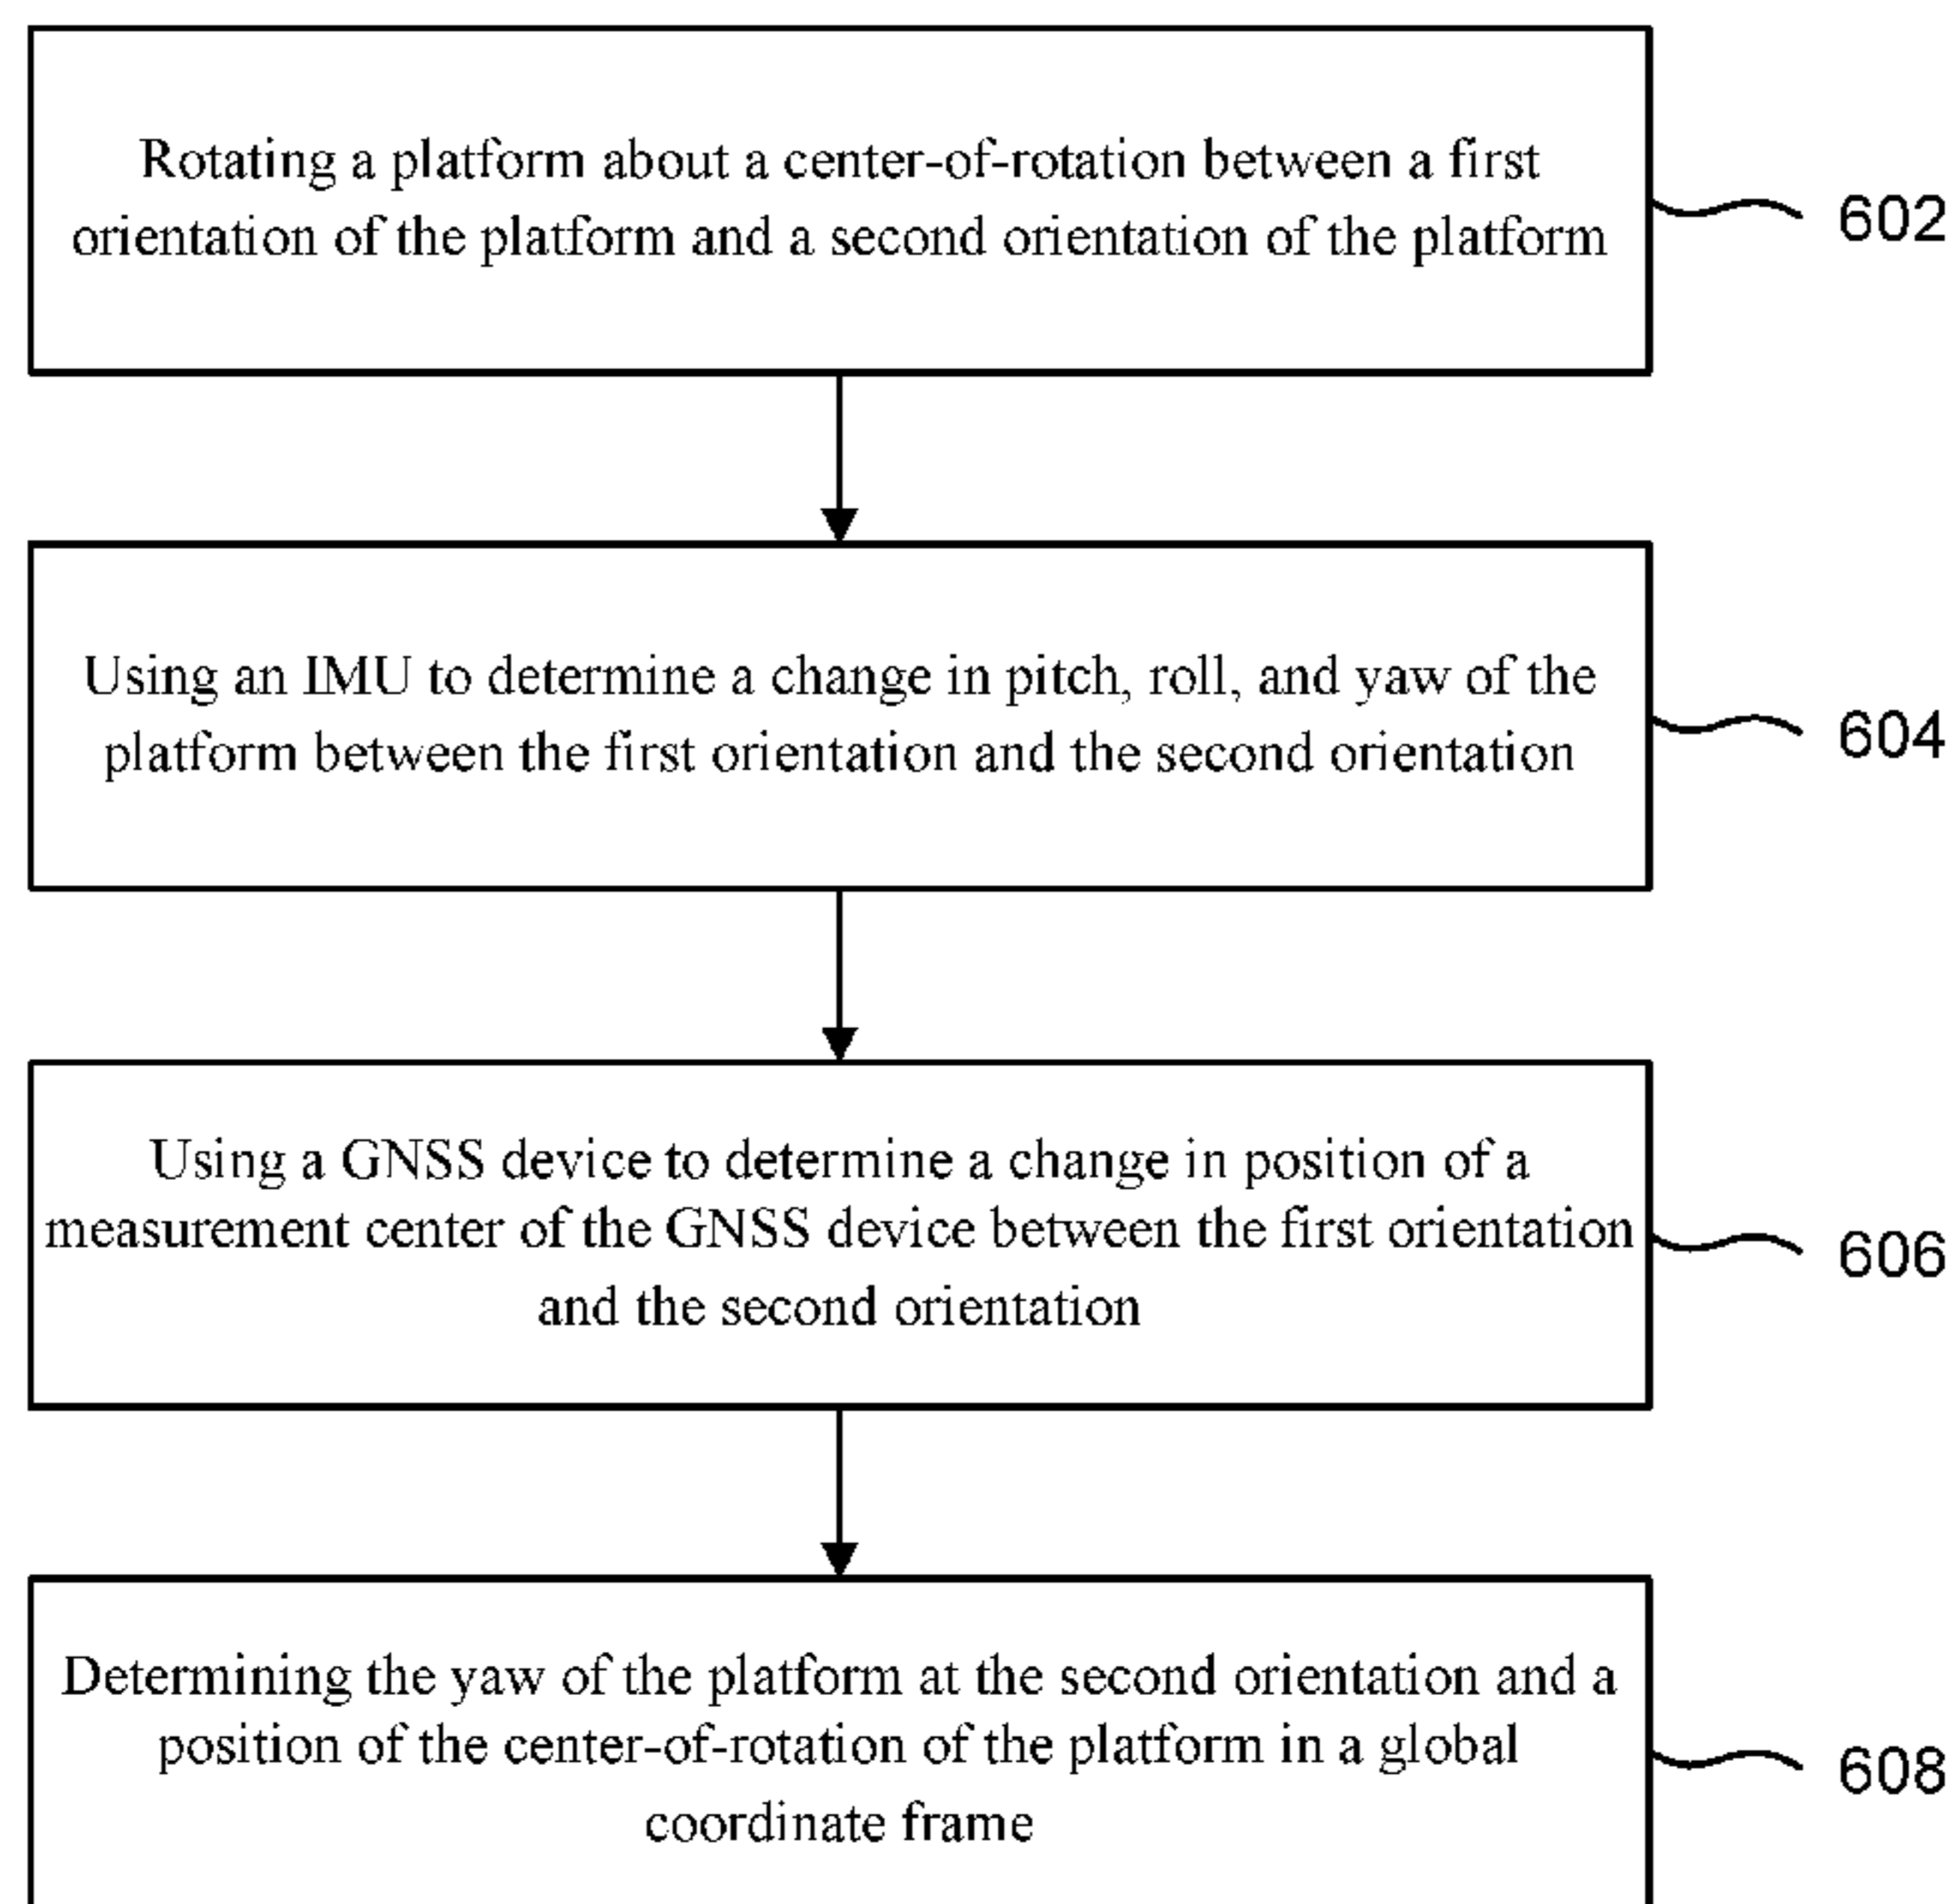 Rotating a platform about a center-of-rotation between a first
orientation of the platform and a second orientation of the platform
602
Using an IMU to determine a change in pitch, roll, and yaw of the
platform between the first orientation and the second orientation
604
Using a GNSS device to determine a change in position of a
measurement center of the GNSS device between the first orientation
and the second orientation
606
Determining the yaw of the platform at the second orientation and a
position of the center-of-rotation of the platform in a global
coordinate frame
608